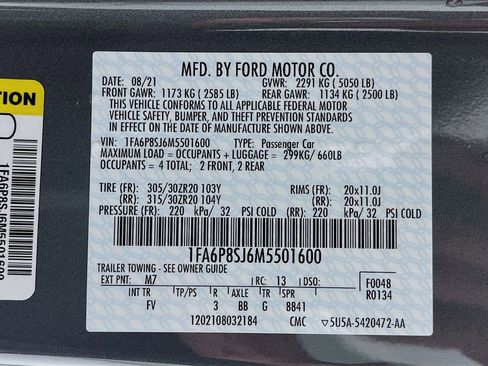 MFD. BY FORD MOTOR CO.
08/21 GVWR: 2291 KG ( 5050 LB)
FRONT GAWR: 1173 KG ( 2585 LB) REAR GAWR: 1134 KG ( 2500 LB)
THIS VEHICLE CONFORMS TO ALL APPLICABLE FEDERAL MOTOR
VEHICLE SAFETY, BUMPER, AND THEFT PREVENTION STANDARDS
IN EFFECT ON THE DATE OF MANUFACTURE SHOWN ABOVE.
VIN: 1FA6P8SJ6M5501600 TYPE: Passenger Car
MAXIMUM LOAD = OCCUPANTS + LUGGAGE = 299KG/ 660LB
OCCUPANTS = 4 TOTAL; 2 FRONT, 2 REAR
TIRE (FR): 305/30ZR20 103Y RIMS (FR): 20x11.0J
(RR): 315/30ZR20 104Y (RR): 20x11.0J
PRESSURE (FR): 220 kPa/ 32 PSI COLD (RR): 220 kPa/ 32 PSI COLD
1FA6P8SJ6M5501600
TRAILER TOWING - SEE OWNER GUIDE
EXT PNT: M7 RC: 13 DSO: F0048
R0134
INT TR TP/PS R AXLE TR SPR
FV 3 BB G 8841
1202108032184 CMC ▼5U5A-5420472-AA
TION
1FA6P8SJ6M5501600